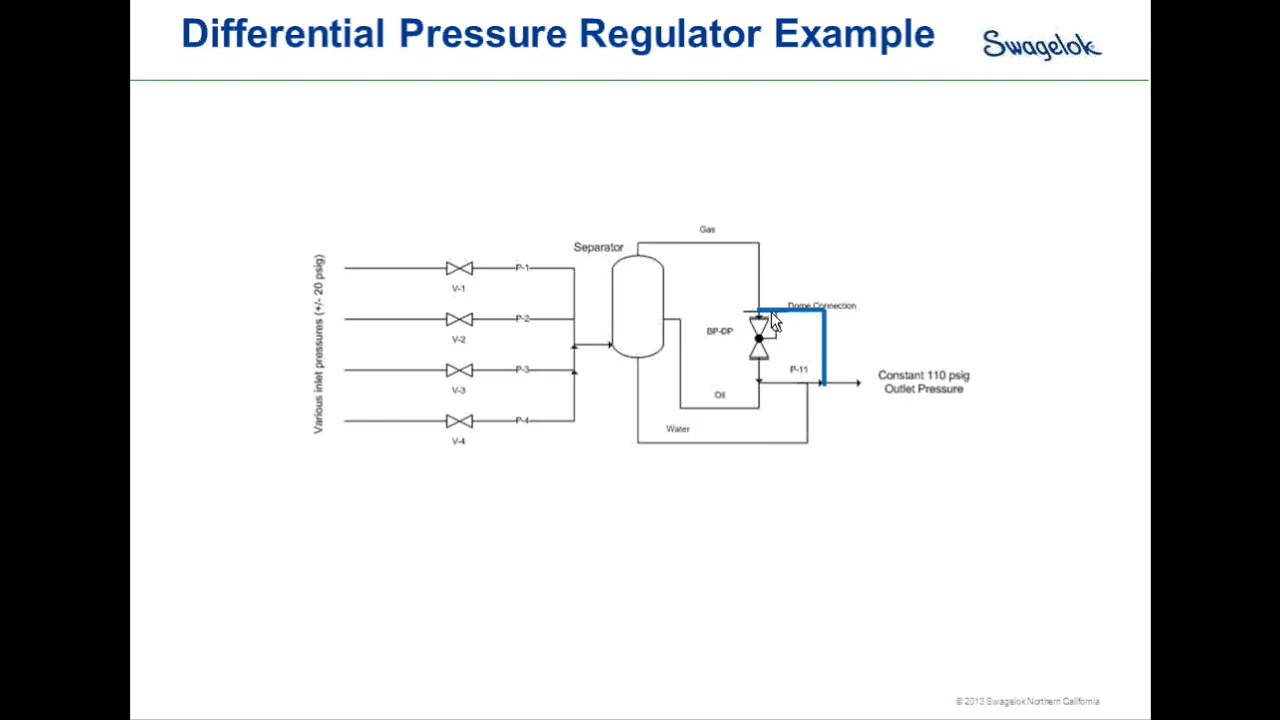 Differential Pressure Regulator Example
Swagelok
Gas
Separator
Various inlet pressures (+/- 20 psig)
P-1
V-1
P-2
V-2
P-3
V-3
P-4
V-4
Dome Connection
BP-DP
P-11
Constant 110 psig
Outlet Pressure
Oil
Water
© 2013 Swagelok Northern California